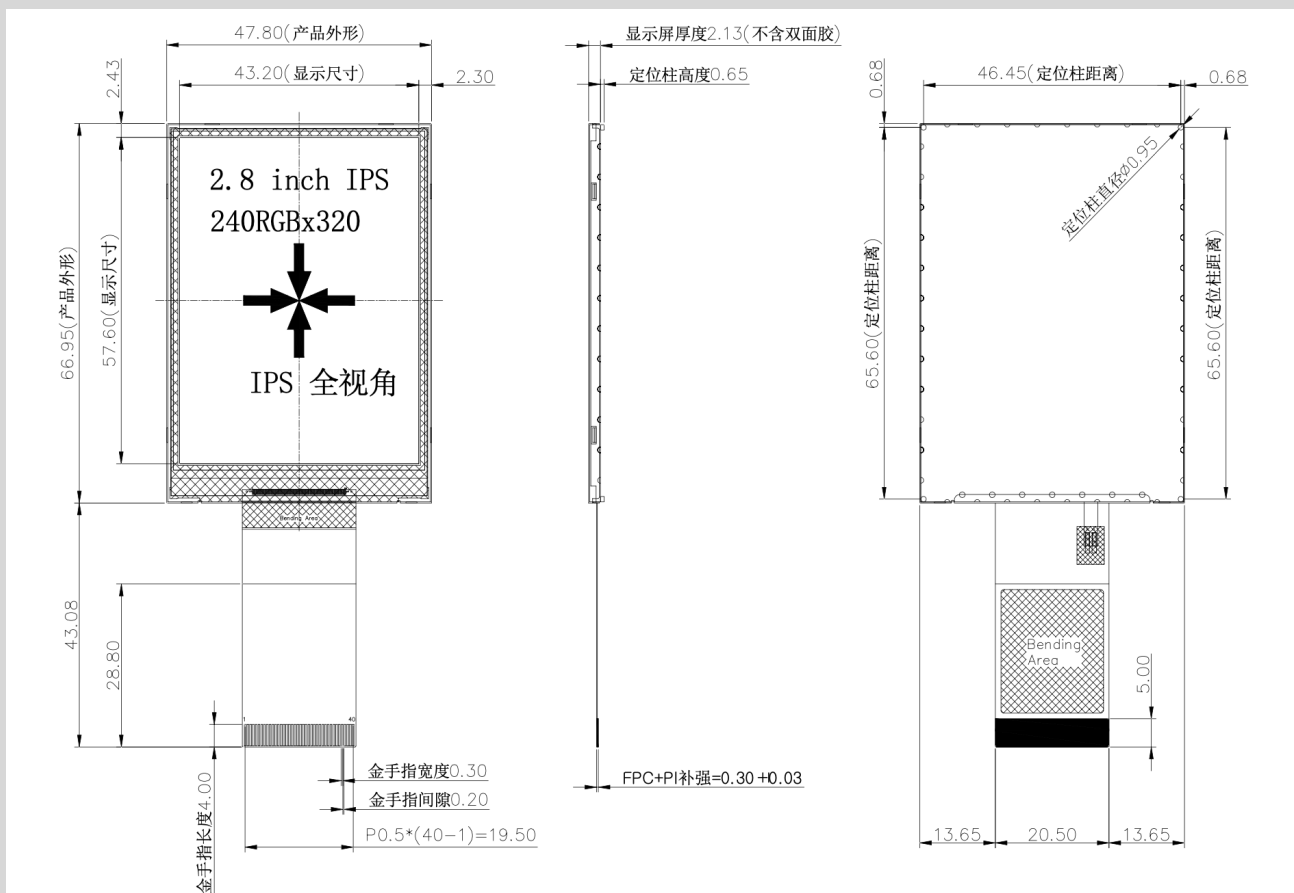 47.80(产品外形)
43.20(显示尺寸)
2.43
2.30
66.95(产品外形)
57.60(显示尺寸)
2.8 inch IPS
240RGBx320
IPS 全视角
Bending Area
43.08
28.80
1
40
金手指长度4.00
金手指宽度0.30
金手指间隙0.20
P0.5*(40-1)=19.50
显示屏厚度2.13(不含双面胶)
定位柱高度0.65
FPC+PI补强=0.30+0.03
0.68
46.45(定位柱距离)
0.68
定位柱直径Ø0.95
65.60(定位柱距离)
65.60(定位柱距离)
Bending
Area
5.00
13.65
20.50
13.65